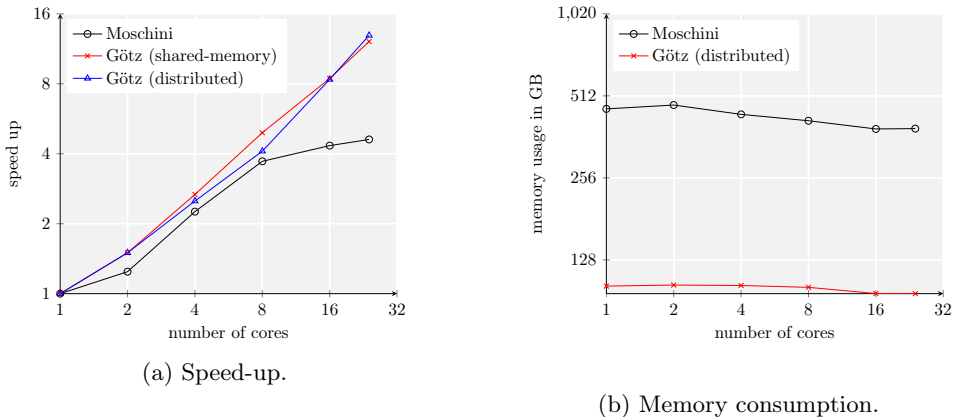 16
8
4
2
1
speed up
Moschini
Götz (shared-memory)
Götz (distributed)
1 2 4 8 16 32
number of cores
(a) Speed-up.
1,020
512
256
128
memory usage in GB
Moschini
Götz (distributed)
1 2 4 8 16 32
number of cores
(b) Memory consumption.